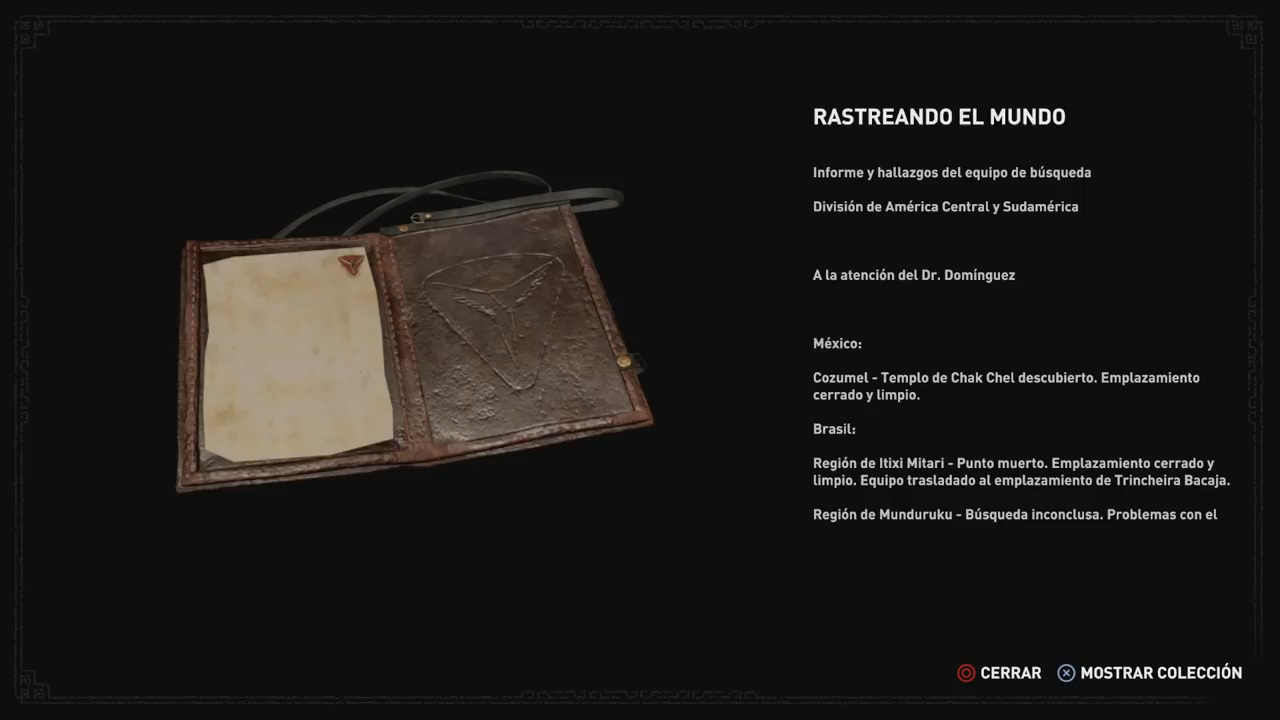 RASTREANDO EL MUNDO
Informe y hallazgos del equipo de búsqueda
División de América Central y Sudamérica
A la atención del Dr. Domínguez
México:
Cozumel - Templo de Chak Chel descubierto. Emplazamiento
cerrado y limpio.
Brasil:
Región de Itixi Mitari - Punto muerto. Emplazamiento cerrado y
limpio. Equipo trasladado al emplazamiento de Trincheira Bacaja.
Región de Munduruku - Búsqueda inconclusa. Problemas con el
CERRAR MOSTRAR COLECCIÓN